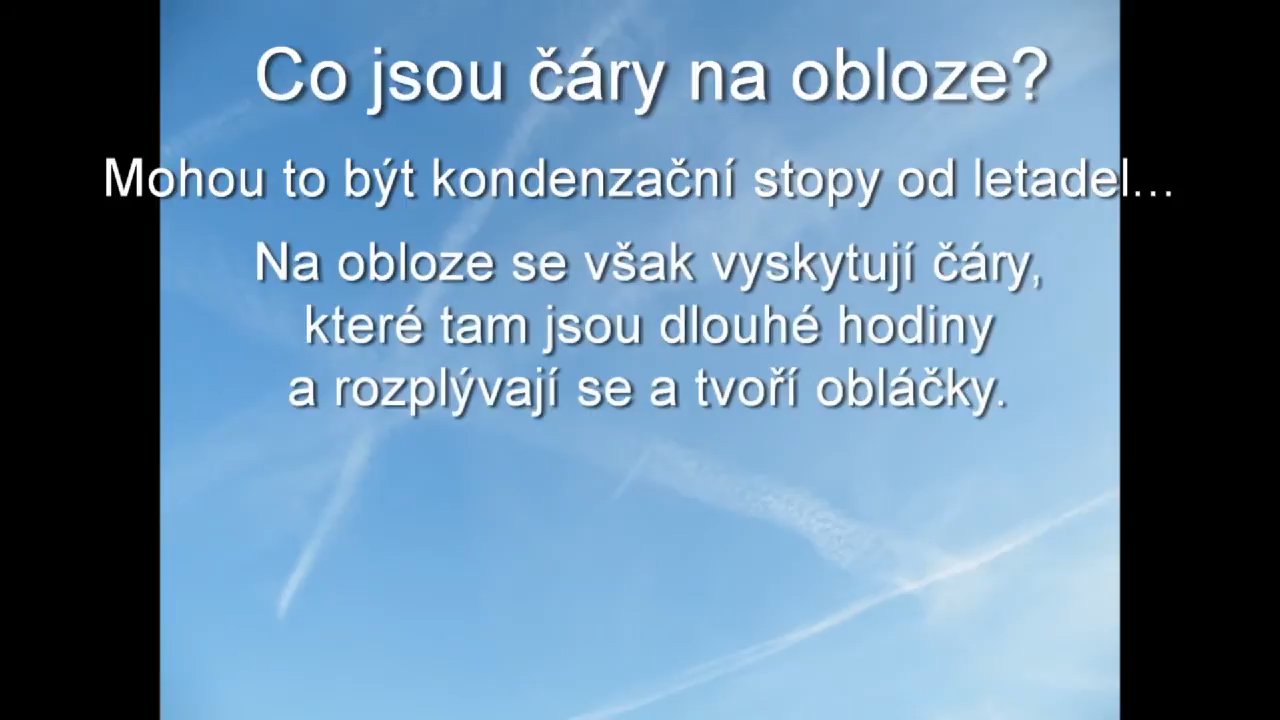 Co jsou čáry na obloze?
Mohou to být kondenzační stopy od letadel...
Na obloze se však vyskytují čáry,
které tam jsou dlouhé hodiny
a rozplývají se a tvoří obláčky.